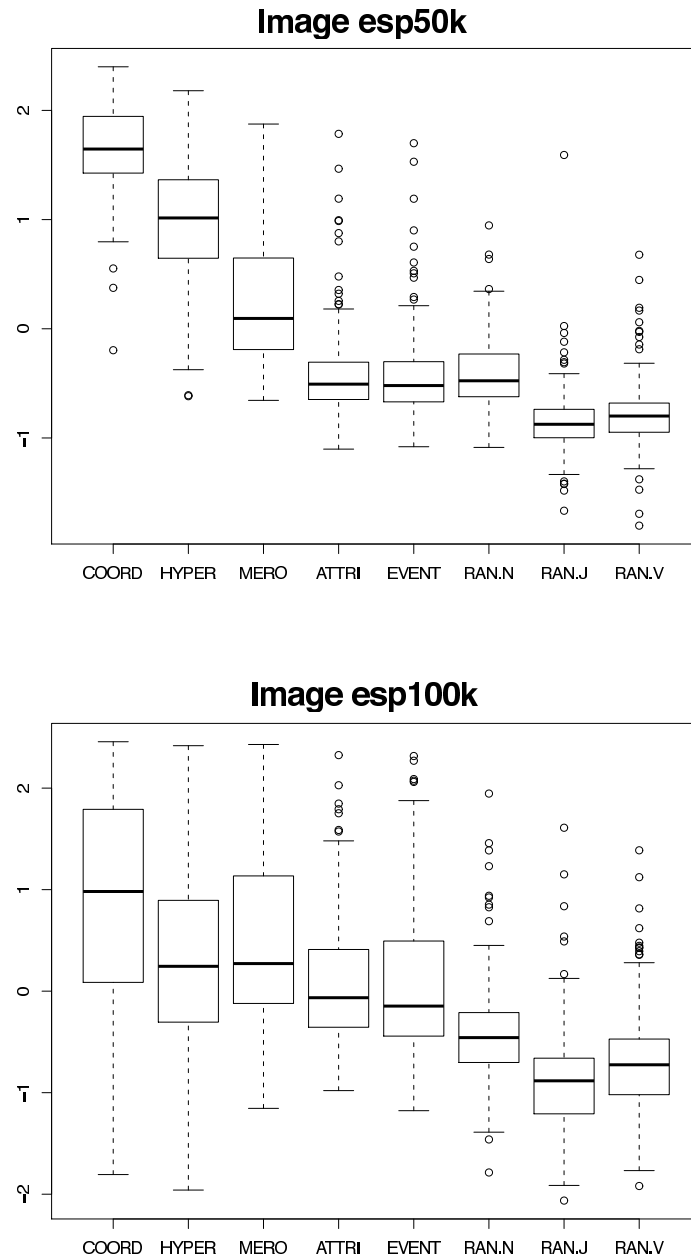 Image esp50k
2
1
0
−1
COORD HYPER MERO ATTRI EVENT RAN.N RAN.J RAN.V
Image esp100k
2
1
0
−1
−2
COORD HYPER MERO ATTRI EVENT RAN.N RAN.J RAN.V